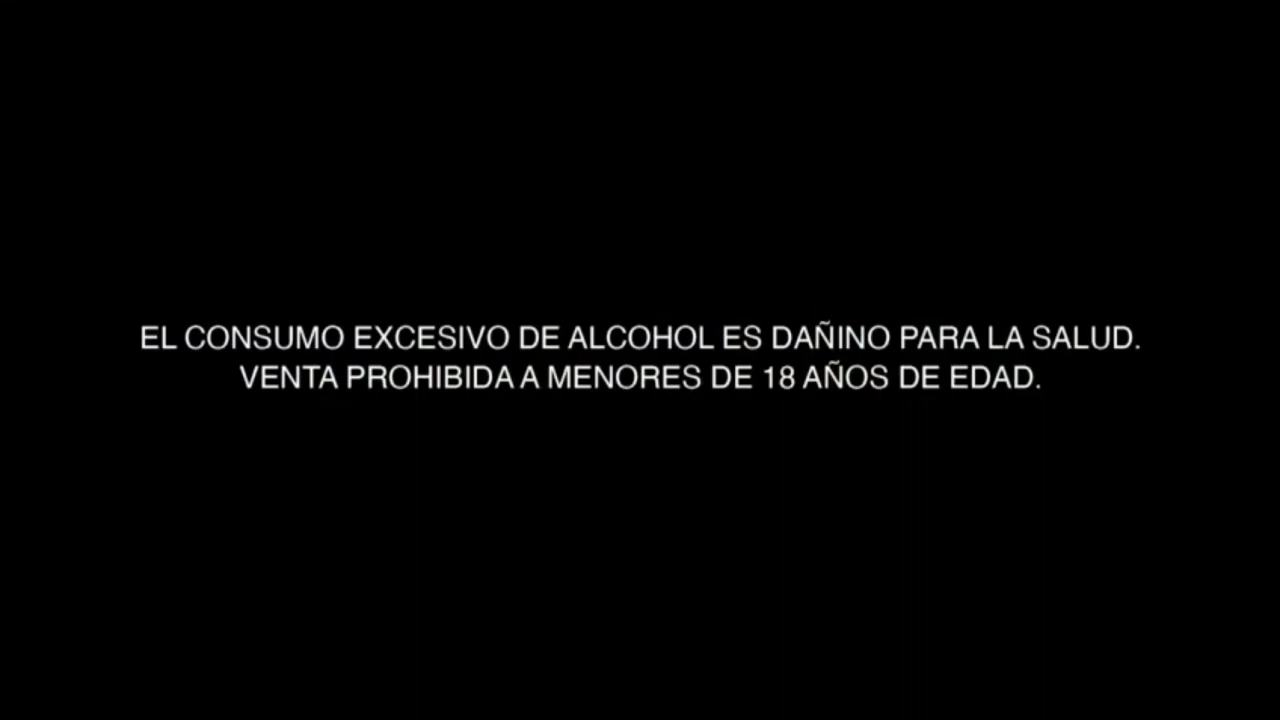 EL CONSUMO EXCESIVO DE ALCOHOL ES DAÑINO PARA LA SALUD.
VENTA PROHIBIDA A MENORES DE 18 AÑOS DE EDAD.